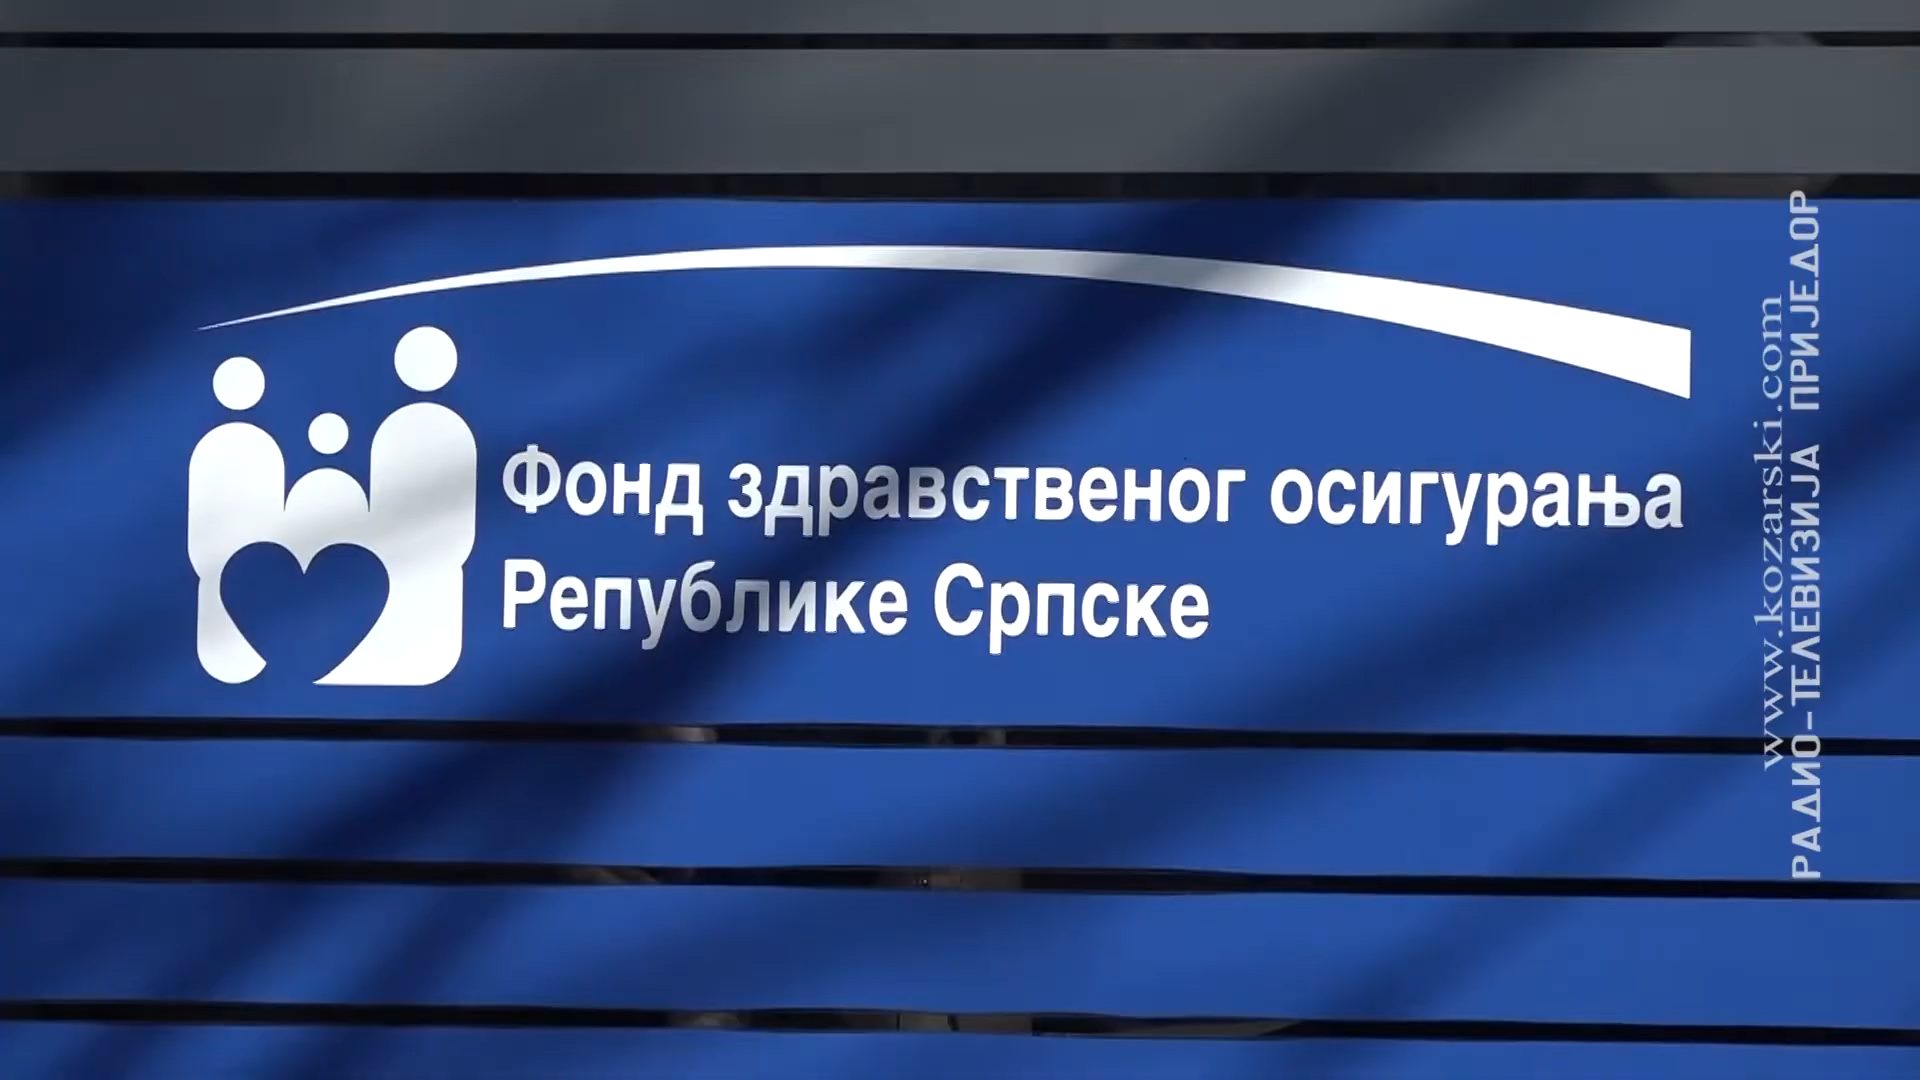 Фонд здравственог осигурања
Републике Српске
www.kozarski.com
РАДИО-ТЕЛЕВИЗИЈА ПРИЈЕДОР